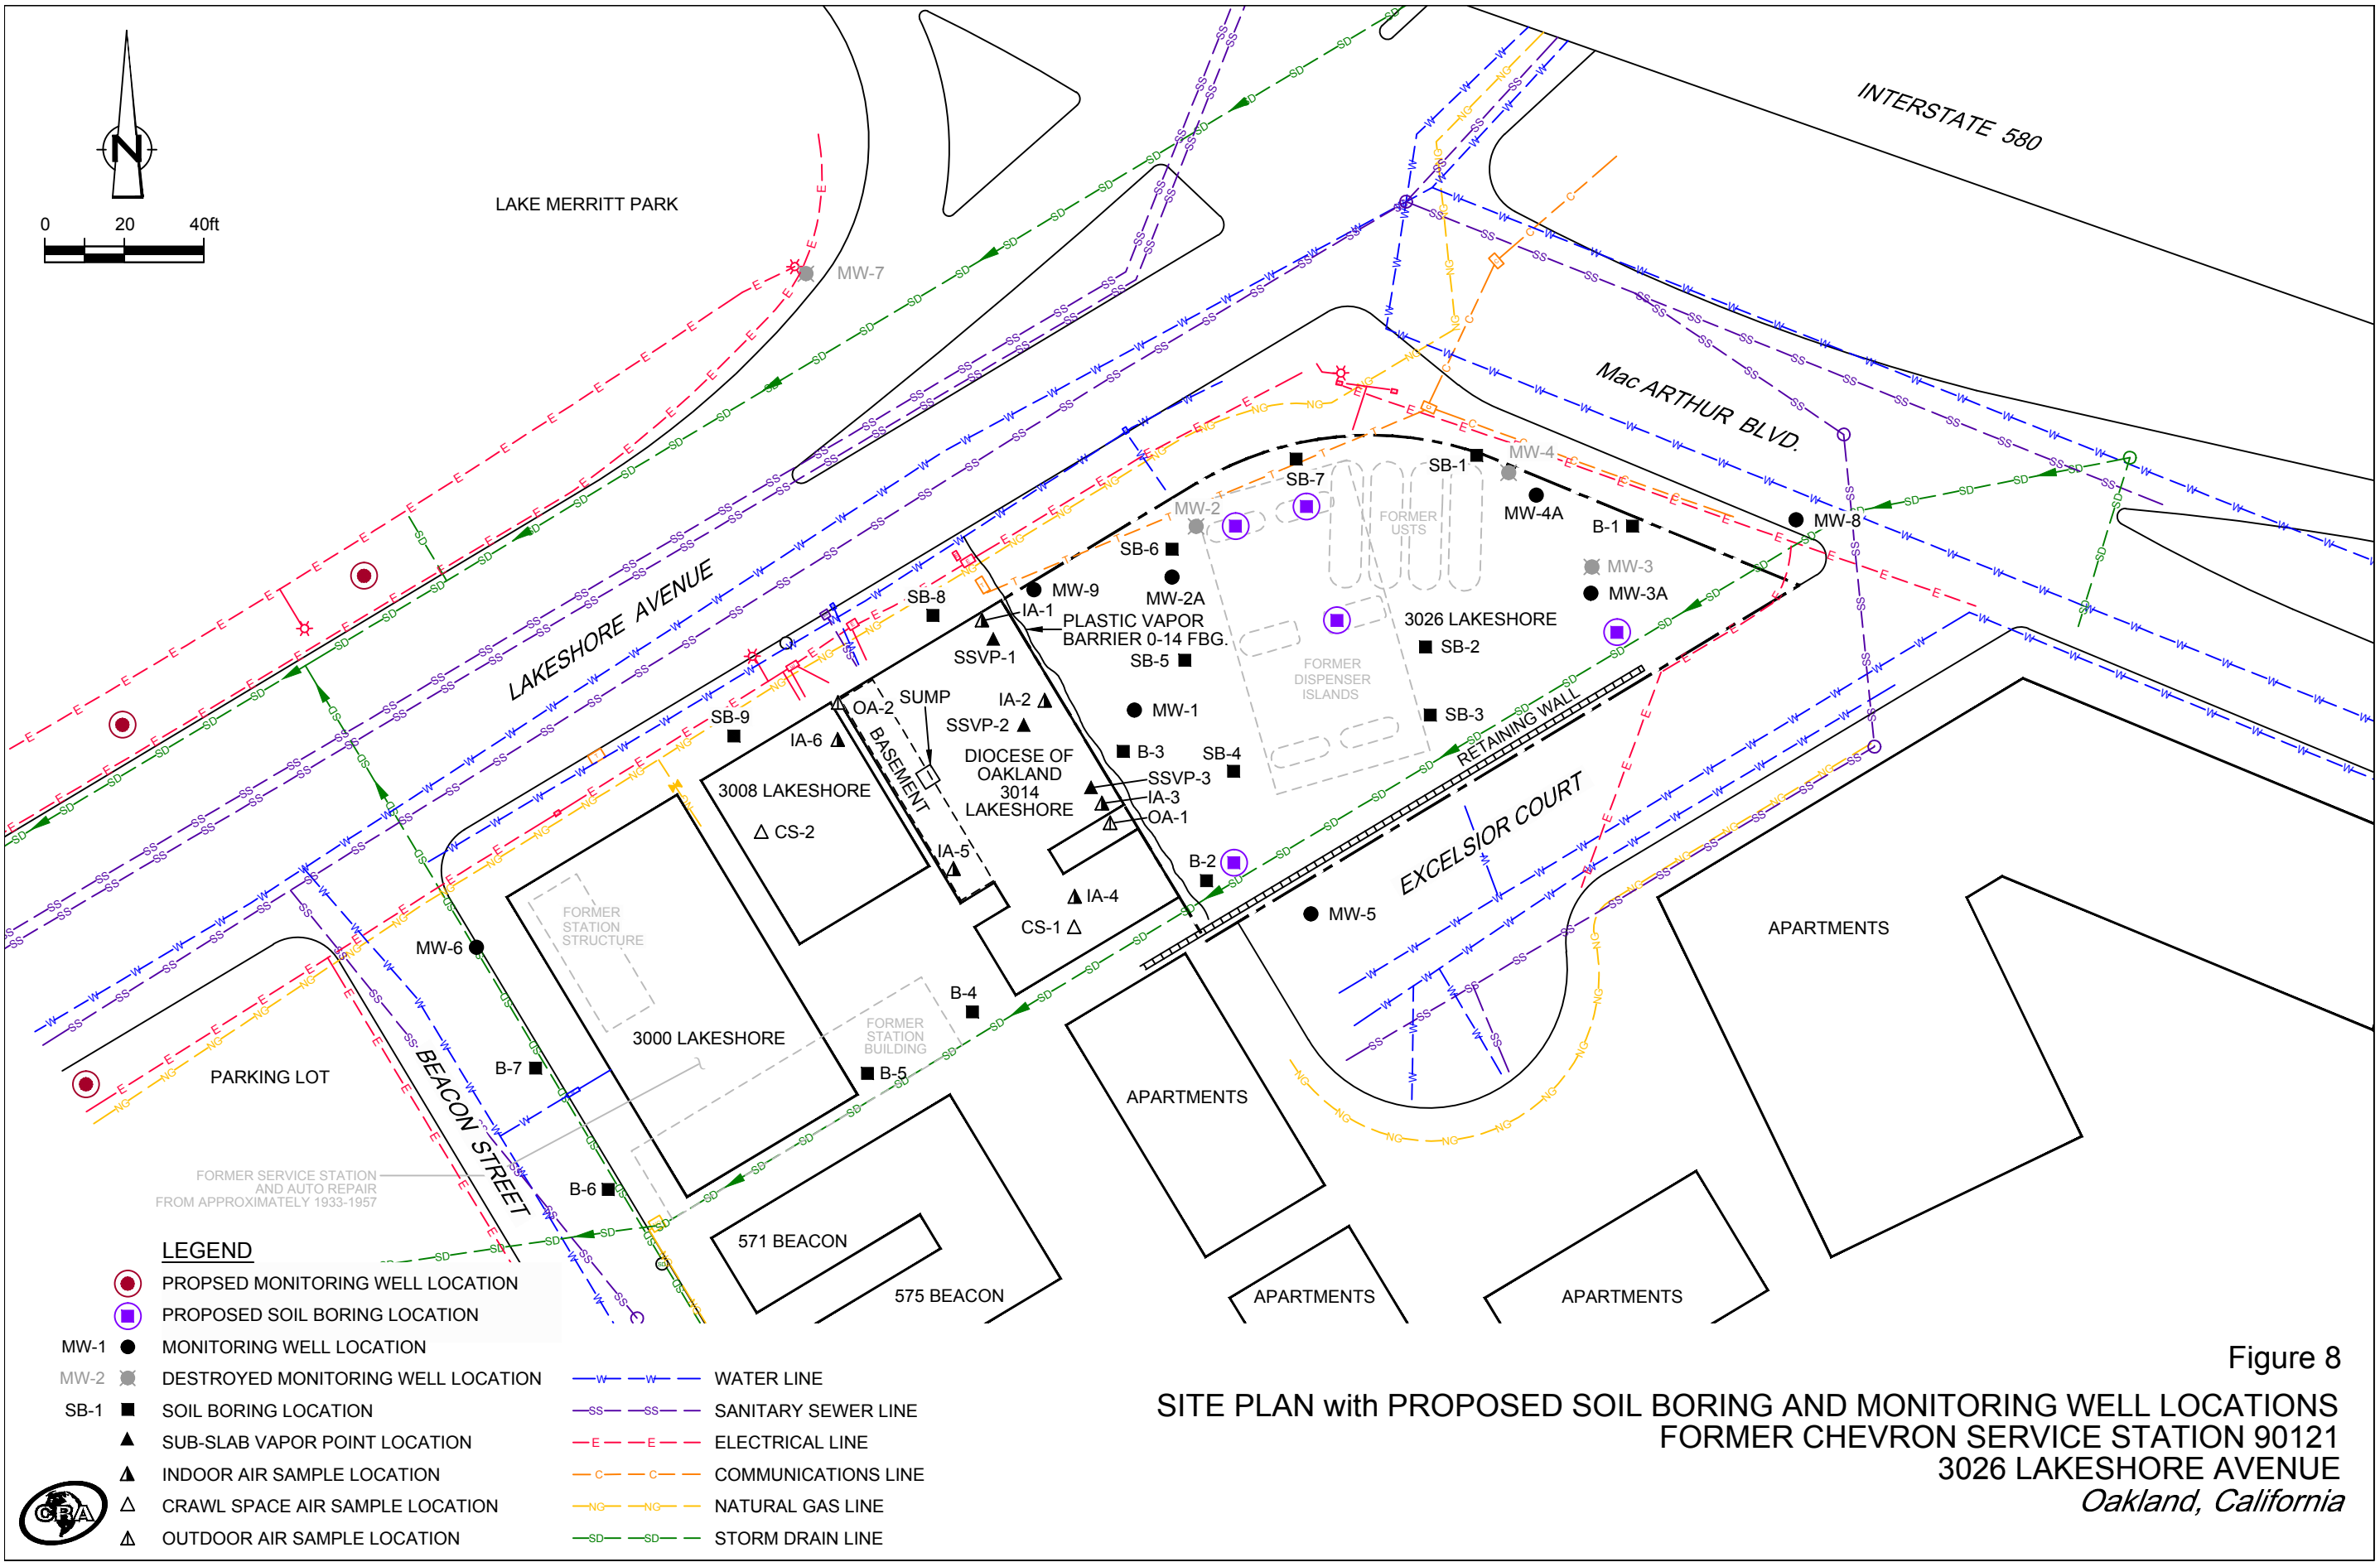 INTERSTATE 580
N
0 20 40ft
LAKE MERRITT PARK
MW-7
Mac ARTHUR BLVD.
LAKESHORE AVENUE
MW-4
SB-1
SB-7
MW-4A
MW-2
FORMER
USTS
B-1
MW-8
SB-6
MW-3
MW-2A
MW-9
MW-3A
SB-8
IA-1
PLASTIC VAPOR
BARRIER 0-14 FBG.
3026 LAKESHORE
SSVP-1
SB-5
SB-2
FORMER
DISPENSER
ISLANDS
SUMP
IA-2
OA-2
MW-1
SB-3
SB-9
SSVP-2
IA-6
BASEMENT
B-3
SB-4
RETAINING WALL
DIOCESE OF
OAKLAND
3014
LAKESHORE
SSVP-3
IA-3
OA-1
3008 LAKESHORE
CS-2
EXCELSIOR COURT
IA-5
B-2
IA-4
CS-1
MW-5
FORMER
STATION
STRUCTURE
APARTMENTS
MW-6
B-4
FORMER
STATION
BUILDING
3000 LAKESHORE
B-7
B-5
PARKING LOT
BEACON STREET
APARTMENTS
FORMER SERVICE STATION
AND AUTO REPAIR
FROM APPROXIMATELY 1933-1957
B-6
571 BEACON
575 BEACON
APARTMENTS
APARTMENTS
LEGEND
PROPSED MONITORING WELL LOCATION
PROPOSED SOIL BORING LOCATION
MW-1 MONITORING WELL LOCATION
MW-2 DESTROYED MONITORING WELL LOCATION
SB-1 SOIL BORING LOCATION
SUB-SLAB VAPOR POINT LOCATION
INDOOR AIR SAMPLE LOCATION
CRAWL SPACE AIR SAMPLE LOCATION
OUTDOOR AIR SAMPLE LOCATION
W W WATER LINE
SS SS SANITARY SEWER LINE
E E ELECTRICAL LINE
C C COMMUNICATIONS LINE
NG NG NATURAL GAS LINE
SD SD STORM DRAIN LINE
CRA
Figure 8
SITE PLAN with PROPOSED SOIL BORING AND MONITORING WELL LOCATIONS
FORMER CHEVRON SERVICE STATION 90121
3026 LAKESHORE AVENUE
Oakland, California